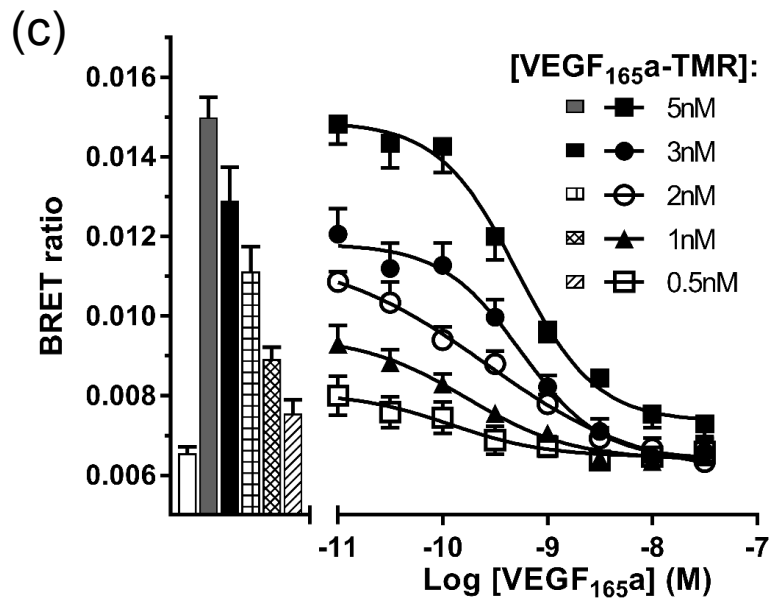 (c)
[VEGF165a-TMR]:
5nM
3nM
2nM
1nM
0.5nM
BRET ratio
0.016
0.014
0.012
0.010
0.008
0.006
-11 -10 -9 -8 -7
Log [VEGF165a] (M)